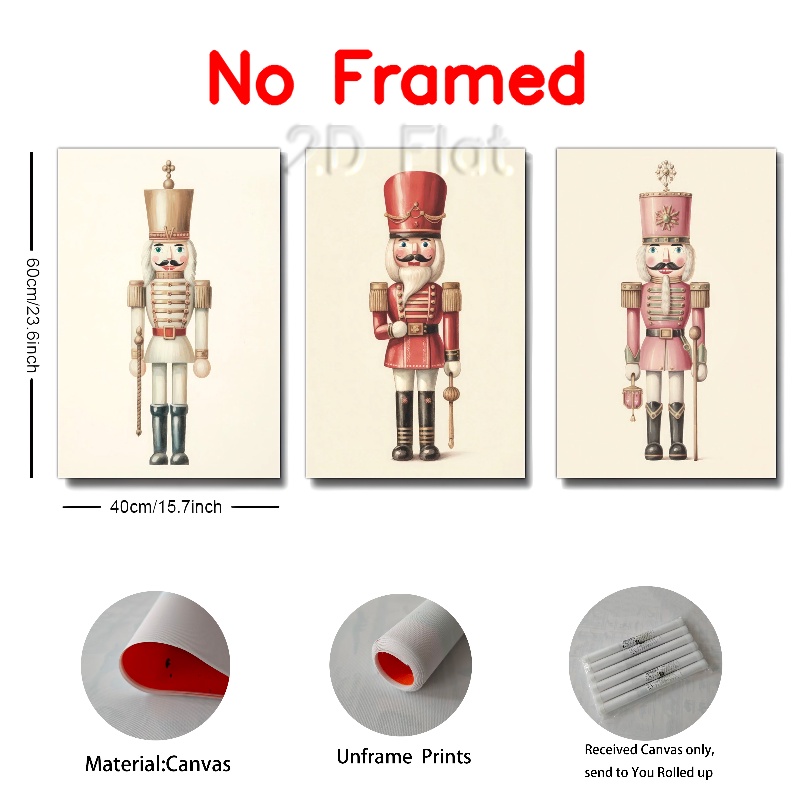 No Framed
2D Flat
60cm/23.6inch
40cm/15.7inch
Material:Canvas
Unframe Prints
Received Canvas only,
send to You Rolled up